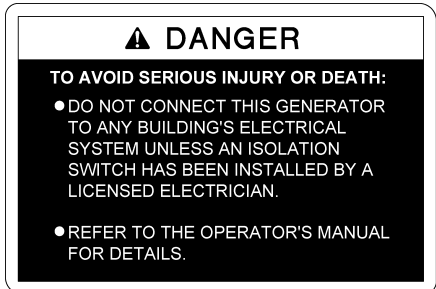 DANGER
TO AVOID SERIOUS INJURY OR DEATH:
● DO NOT CONNECT THIS GENERATOR
TO ANY BUILDING'S ELECTRICAL
SYSTEM UNLESS AN ISOLATION
SWITCH HAS BEEN INSTALLED BY A
LICENSED ELECTRICIAN.
● REFER TO THE OPERATOR'S MANUAL
FOR DETAILS.